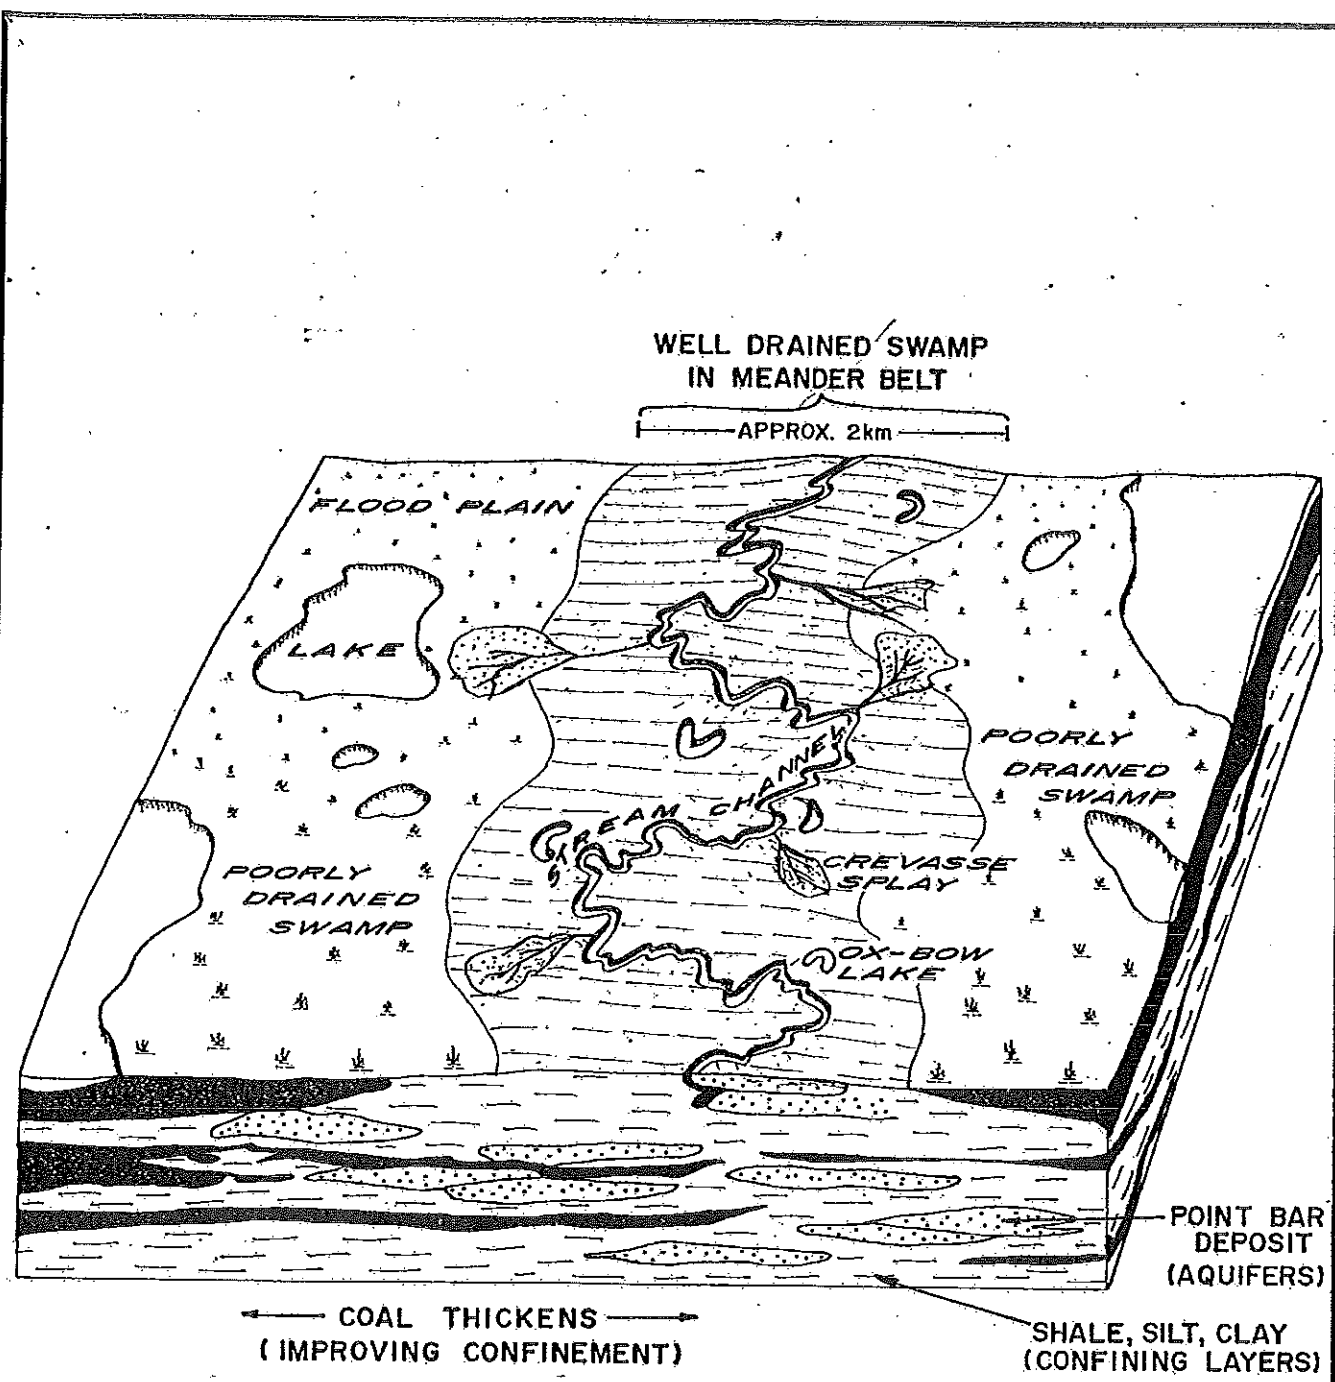 WELL DRAINED SWAMP
IN MEANDER BELT
APPROX. 2km
FLOOD PLAIN
LAKE
POORLY
DRAINED
SWAMP
STREAM CHANNEL
CREVASSE
SPLAY
POORLY
DRAINED
SWAMP
OX-BOW
LAKE
POINT BAR
DEPOSIT
(AQUIFERS)
COAL THICKENS
(IMPROVING CONFINEMENT)
SHALE, SILT, CLAY
(CONFINING LAYERS)